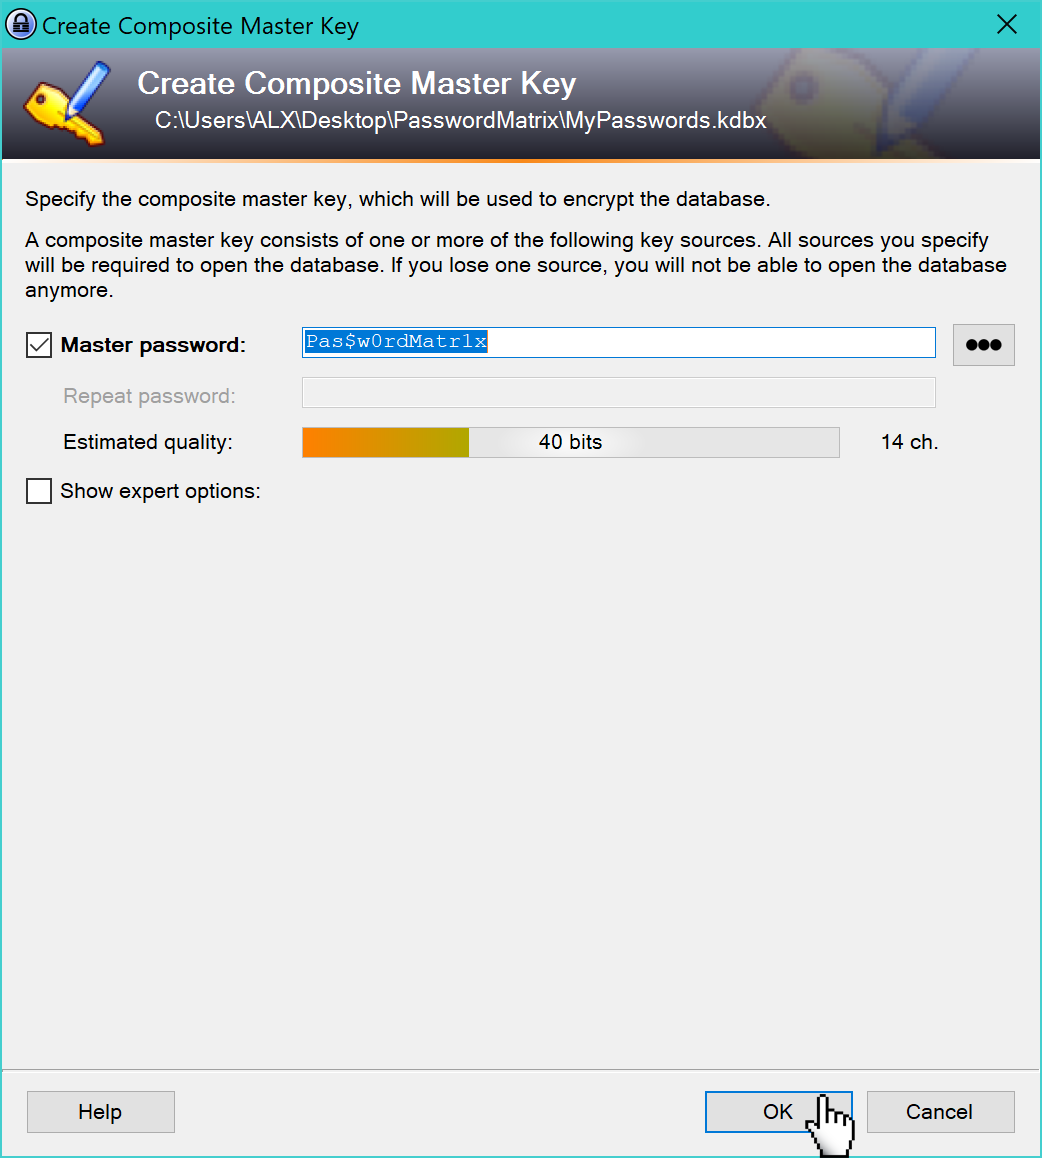 Create Composite Master Key
Create Composite Master Key
C:\Users\ALX\Desktop\PasswordMatrix\MyPasswords.kdbx
Specify the composite master key, which will be used to encrypt the database.
A composite master key consists of one or more of the following key sources. All sources you specify
will be required to open the database. If you lose one source, you will not be able to open the database
anymore.
Master password: Pas$w0rdMatr1x
Repeat password:
Estimated quality: 40 bits 14 ch.
Show expert options:
Help OK Cancel